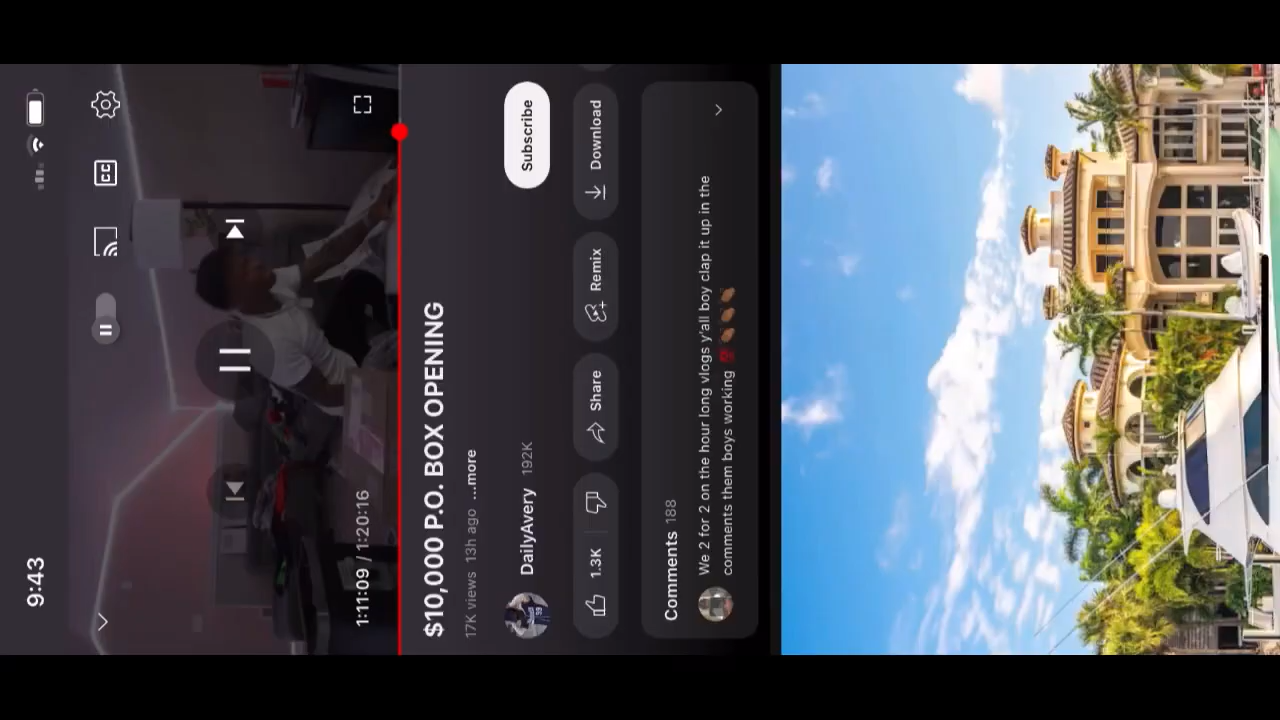 9:43
CC
1:11:09 / 1:20:16
$10,000 P.O. BOX OPENING
17K views 13h ago ...more
DailyAvery 192K
Subscribe
1.3K
Share
Remix
Download
Comments 188
We 2 for 2 on the hour long vlogs y'all boy clap it up in the
comments them boys working 💯👏🏾👏🏾👏🏾